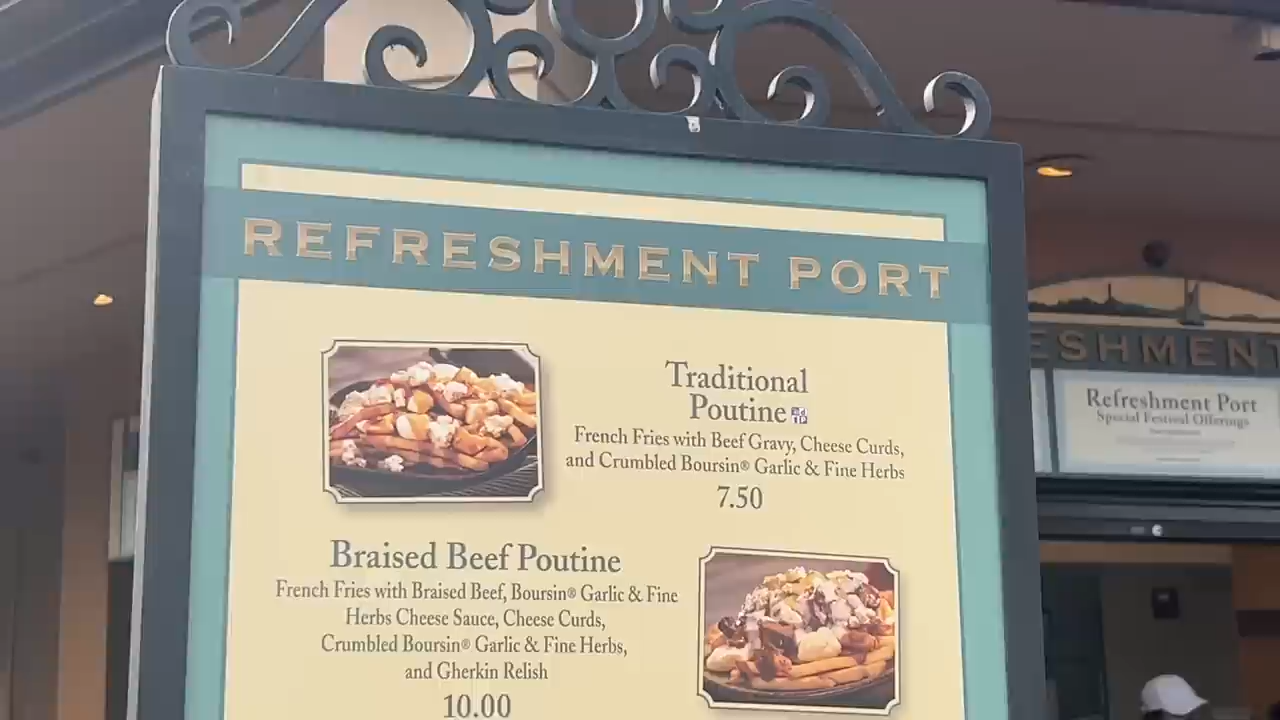 REFRESHMENT PORT
Traditional
Poutine
French Fries with Beef Gravy, Cheese Curds,
and Crumbled Boursin® Garlic & Fine Herbs
7.50
Braised Beef Poutine
French Fries with Braised Beef, Boursin® Garlic & Fine
Herbs Cheese Sauce, Cheese Curds,
Crumbled Boursin® Garlic & Fine Herbs,
and Gherkin Relish
10.00
ESHMENT
Refreshment Port
Special Festival Offerings